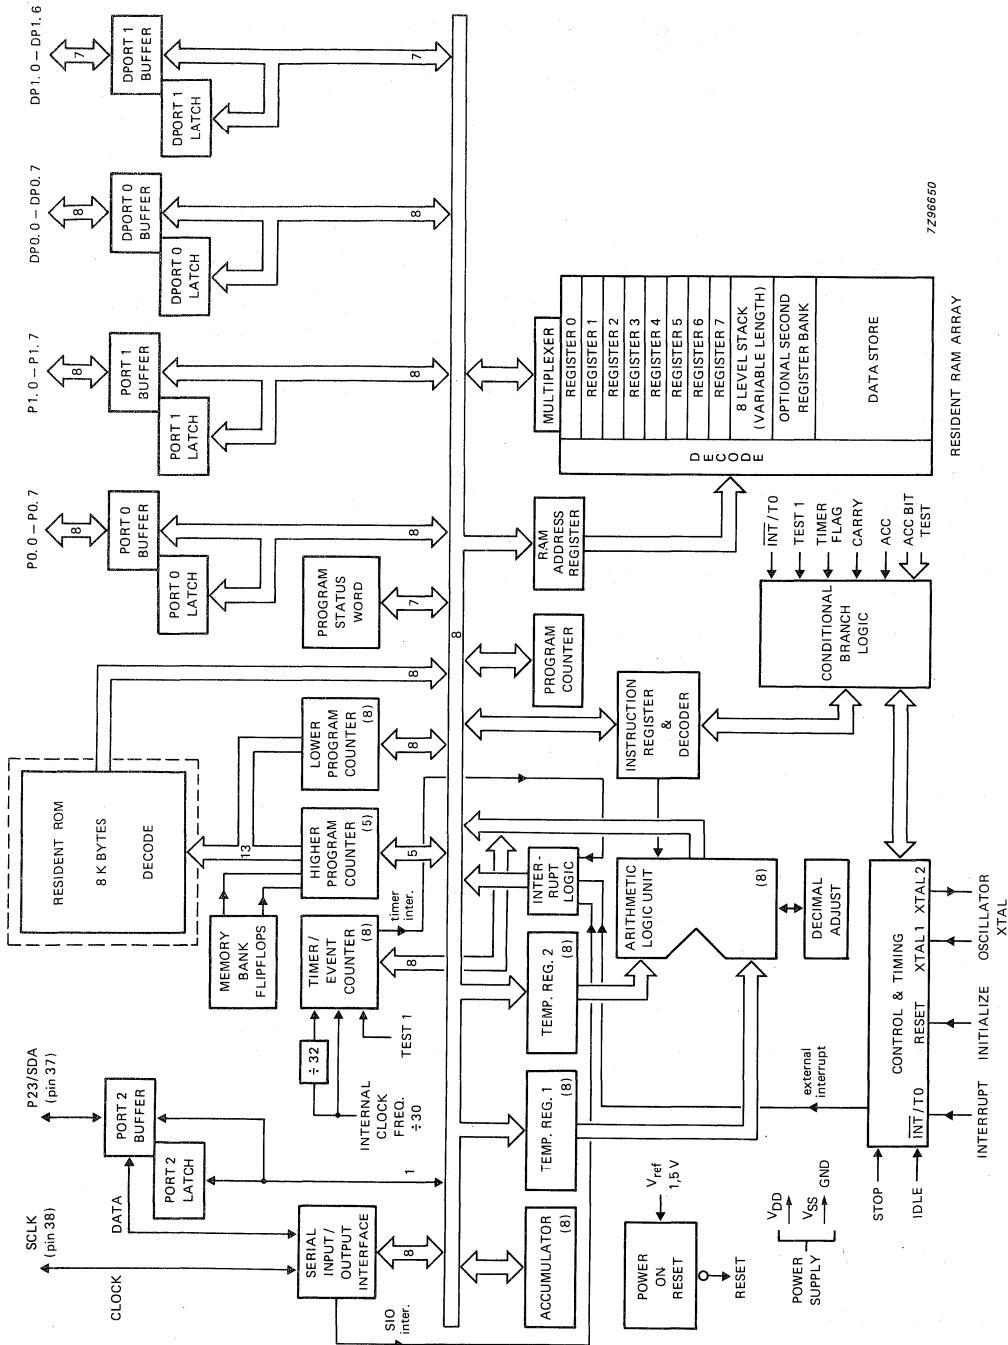 SCLK
(pin 38)
P23/SDA
(pin 37)
P0.0 – P0.7
P1.0 – P1.7
DP0.0 – DP0.7
DP1.0 – DP1.6
8
8
8
7
CLOCK
DATA
PORT 2
BUFFER
PORT 2
LATCH
RESIDENT ROM
8 K BYTES
DECODE
PORT 0
BUFFER
PORT 0
LATCH
PORT 1
BUFFER
PORT 1
LATCH
DPORT 0
BUFFER
DPORT 0
LATCH
DPORT 1
BUFFER
DPORT 1
LATCH
MEMORY
BANK
FLIPFLOPS
13
÷ 32
INTERNAL
CLOCK
FREQ.
÷30
TEST 1
SERIAL
INPUT/
OUTPUT
INTERFACE
TIMER/
EVENT
COUNTER
(8)
HIGHER
PROGRAM
COUNTER
(5)
LOWER
PROGRAM
COUNTER
(8)
PROGRAM
STATUS
WORD
SIO
inter.
8
1
timer
inter.
8
5
8
8
7
8
8
8
7
8
ACCUMULATOR
(8)
TEMP. REG. 1
(8)
TEMP. REG. 2
(8)
INTER-
RUPT
LOGIC
PROGRAM
COUNTER
RAM
ADDRESS
REGISTER
MULTIPLEXER
REGISTER 0
REGISTER 1
REGISTER 2
REGISTER 3
REGISTER 4
REGISTER 5
REGISTER 6
REGISTER 7
8 LEVEL STACK
(VARIABLE LENGTH)
OPTIONAL SECOND
REGISTER BANK
DATA STORE
DECODE
RESIDENT RAM ARRAY
INSTRUCTION
REGISTER
&
DECODER
ARITHMETIC
LOGIC UNIT
(8)
DECIMAL
ADJUST
Vref
1,5 V
POWER
ON
RESET
RESET
external
interrupt
CONDITIONAL
BRANCH
LOGIC
INT/T0
TEST 1
TIMER
FLAG
CARRY
ACC
ACC BIT
TEST
POWER
SUPPLY
VDD
VSS
GND
STOP
IDLE
CONTROL & TIMING
INT/T0
RESET
XTAL 1
XTAL 2
INTERRUPT
INITIALIZE
OSCILLATOR
XTAL
7Z96650